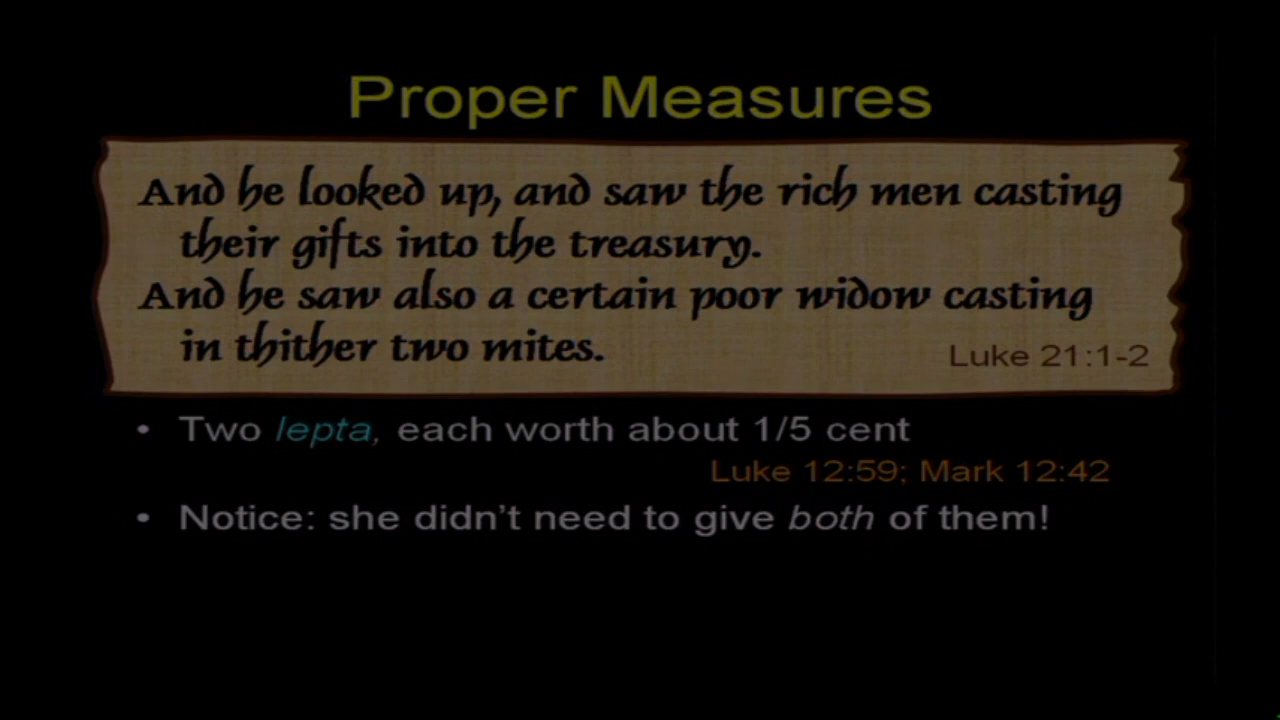 Proper Measures
And he looked up, and saw the rich men casting
their gifts into the treasury.
And he saw also a certain poor widow casting
in thither two mites.
Luke 21:1-2
• Two lepta, each worth about 1/5 cent
Luke 12:59; Mark 12:42
• Notice: she didn't need to give both of them!